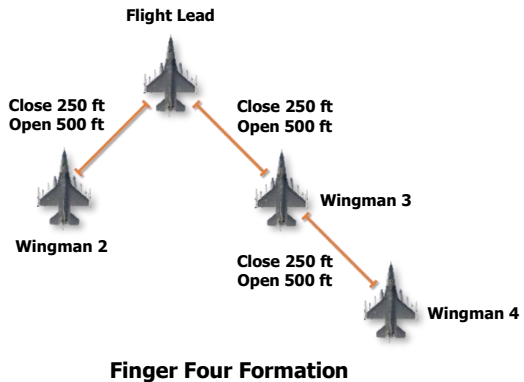 Flight Lead
Close 250 ft
Open 500 ft
Close 250 ft
Open 500 ft
Wingman 2
Wingman 3
Close 250 ft
Open 500 ft
Wingman 4
Finger Four Formation